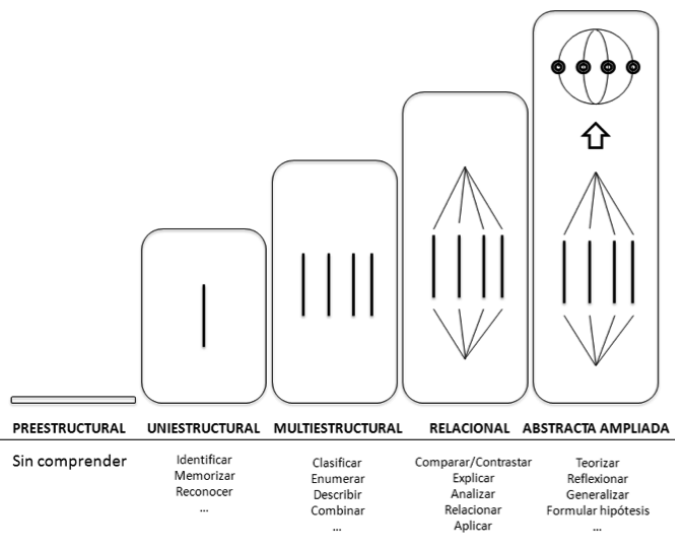 PREESTRUCTURAL
UNIESTRUCTURAL
MULTIESTRUCTURAL
RELACIONAL
ABSTRACTA AMPLIADA
Sin comprender
Identificar
Memorizar
Reconocer
...
Clasificar
Enumerar
Describir
Combinar
...
Comparar/Contrastar
Explicar
Analizar
Relacionar
Aplicar
Teorizar
Reflexionar
Generalizar
Formular hipótesis
...